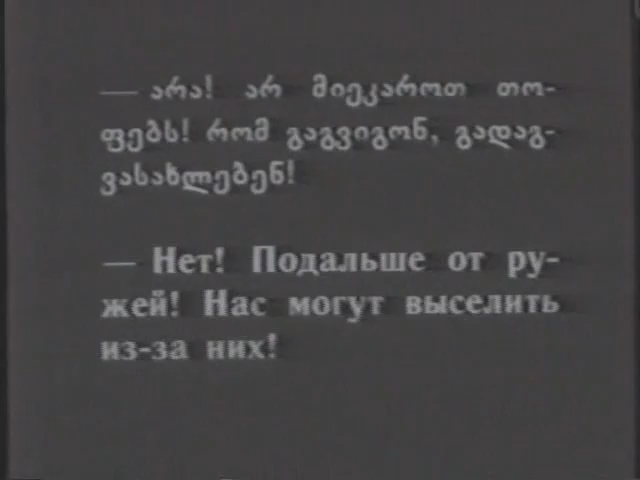 — არა! არ მიეკაროთ თო-
ფებს! რომ გაგვიგონ, გადაგ-
ვასახლებენ!
— Нет! Подальше от ру-
жей! Нас могут выселить
из-за них!